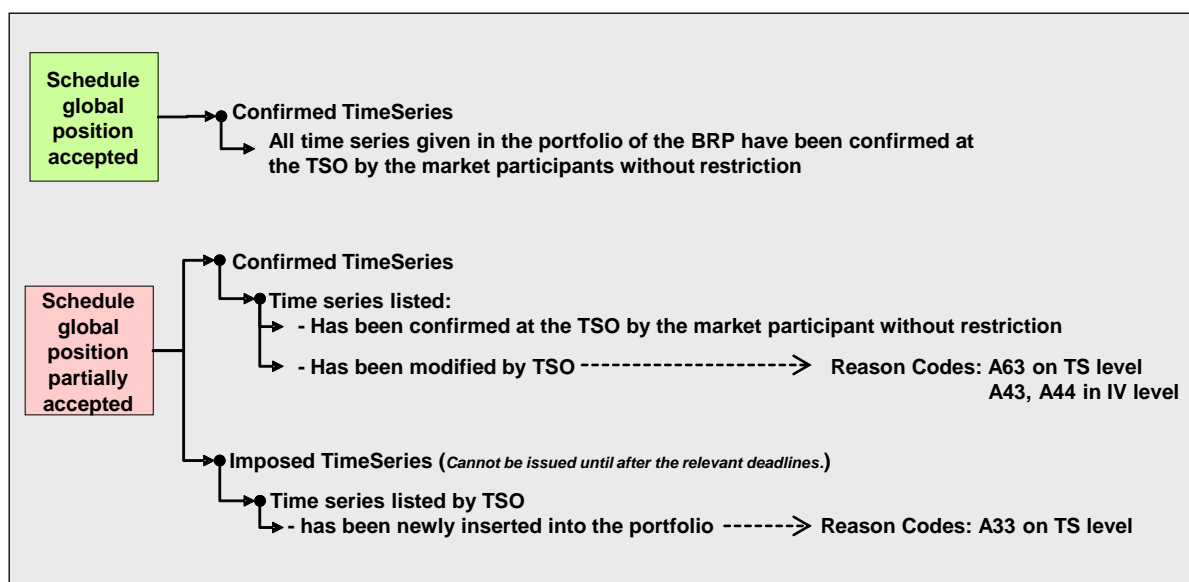 Schedule
global
position
accepted
Confirmed TimeSeries
All time series given in the portfolio of the BRP have been confirmed at
the TSO by the market participants without restriction
Schedule
global
position
partially
accepted
Confirmed TimeSeries
Time series listed:
- Has been confirmed at the TSO by the market participant without restriction
- Has been modified by TSO
Reason Codes: A63 on TS level
A43, A44 in IV level
Imposed TimeSeries (Cannot be issued until after the relevant deadlines.)
Time series listed by TSO
- has been newly inserted into the portfolio
Reason Codes: A33 on TS level